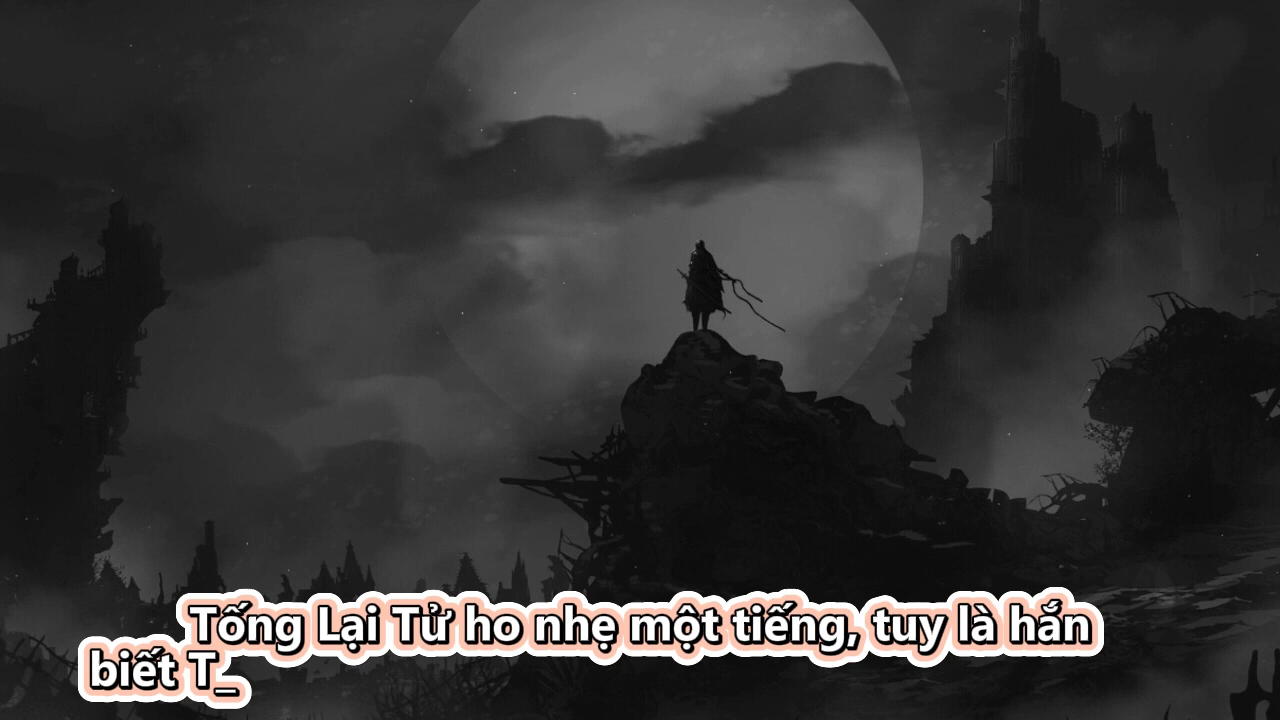 Tống Lại Tử ho nhẹ một tiếng, tuy là hắn
biết T_